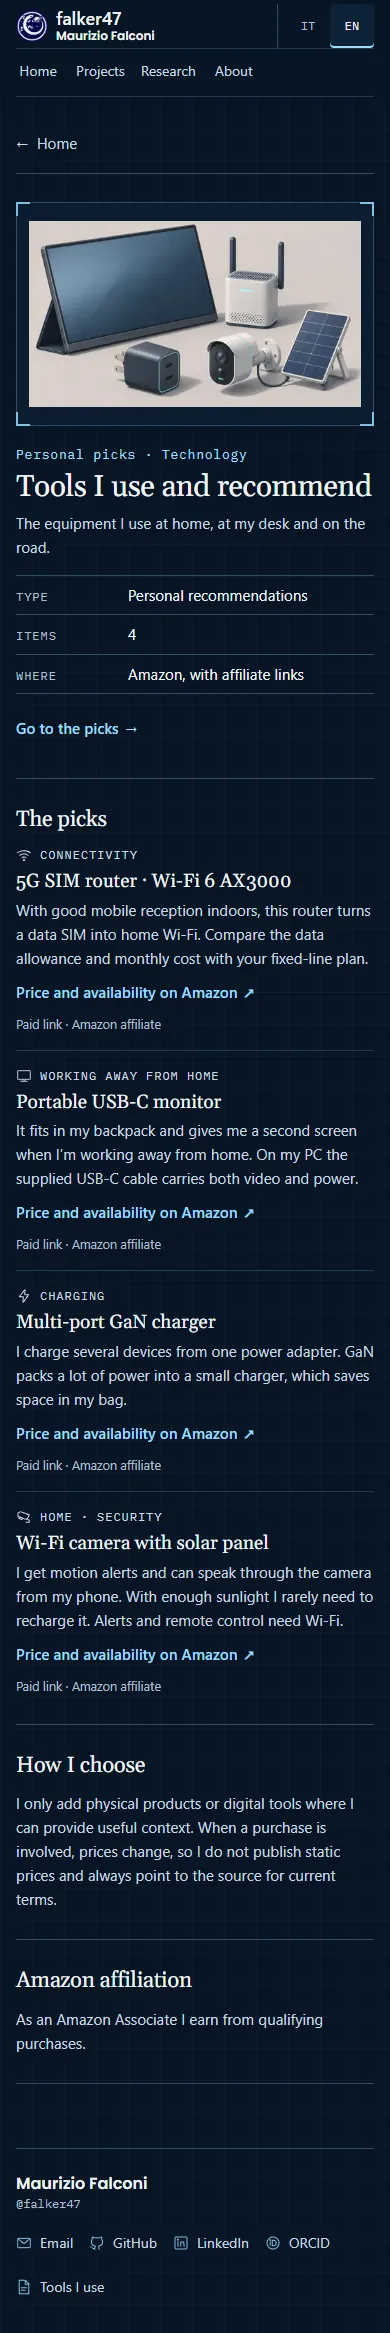 falker47
Maurizio Falconi
IT
EN
Home
Projects
Research
About
← Home
Personal picks · Technology
Tools I use and recommend
The equipment I use at home, at my desk and on the
road.
TYPE
Personal recommendations
ITEMS
4
WHERE
Amazon, with affiliate links
Go to the picks →
The picks
CONNECTIVITY
5G SIM router · Wi-Fi 6 AX3000
With good mobile reception indoors, this router turns
a data SIM into home Wi-Fi. Compare the data
allowance and monthly cost with your fixed-line plan.
Price and availability on Amazon ↗
Paid link · Amazon affiliate
WORKING AWAY FROM HOME
Portable USB-C monitor
It fits in my backpack and gives me a second screen
when I’m working away from home. On my PC the
supplied USB-C cable carries both video and power.
Price and availability on Amazon ↗
Paid link · Amazon affiliate
CHARGING
Multi-port GaN charger
I charge several devices from one power adapter. GaN
packs a lot of power into a small charger, which saves
space in my bag.
Price and availability on Amazon ↗
Paid link · Amazon affiliate
HOME · SECURITY
Wi-Fi camera with solar panel
I get motion alerts and can speak through the camera
from my phone. With enough sunlight I rarely need to
recharge it. Alerts and remote control need Wi-Fi.
Price and availability on Amazon ↗
Paid link · Amazon affiliate
How I choose
I only add physical products or digital tools where I
can provide useful context. When a purchase is
involved, prices change, so I do not publish static
prices and always point to the source for current
terms.
Amazon affiliation
As an Amazon Associate I earn from qualifying
purchases.
Maurizio Falconi
@falker47
Email
GitHub
LinkedIn
ORCID
Tools I use